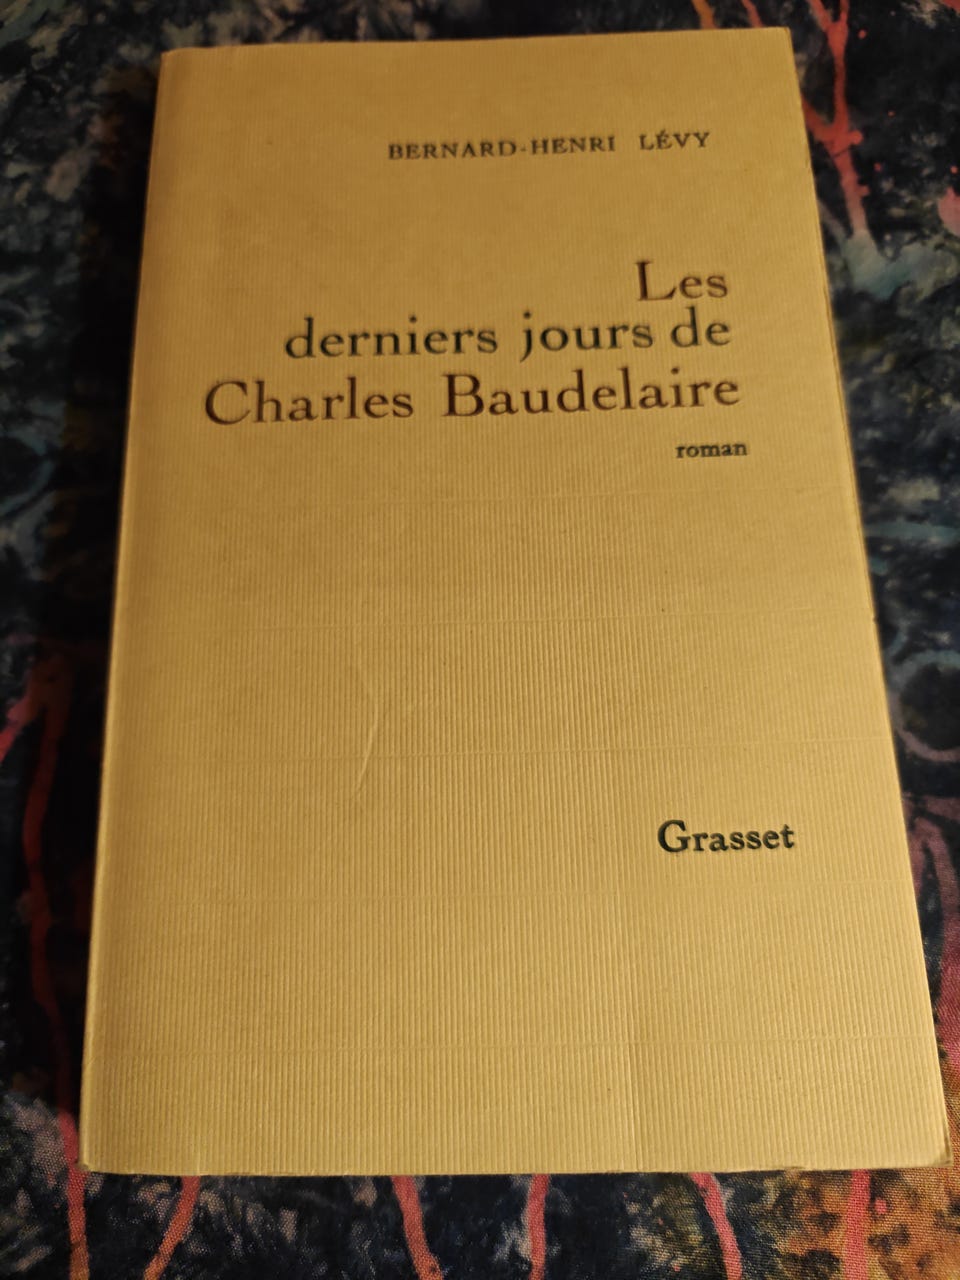 BERNARD-HENRI LÉVY
Les
derniers jours de
Charles Baudelaire
roman
Grasset